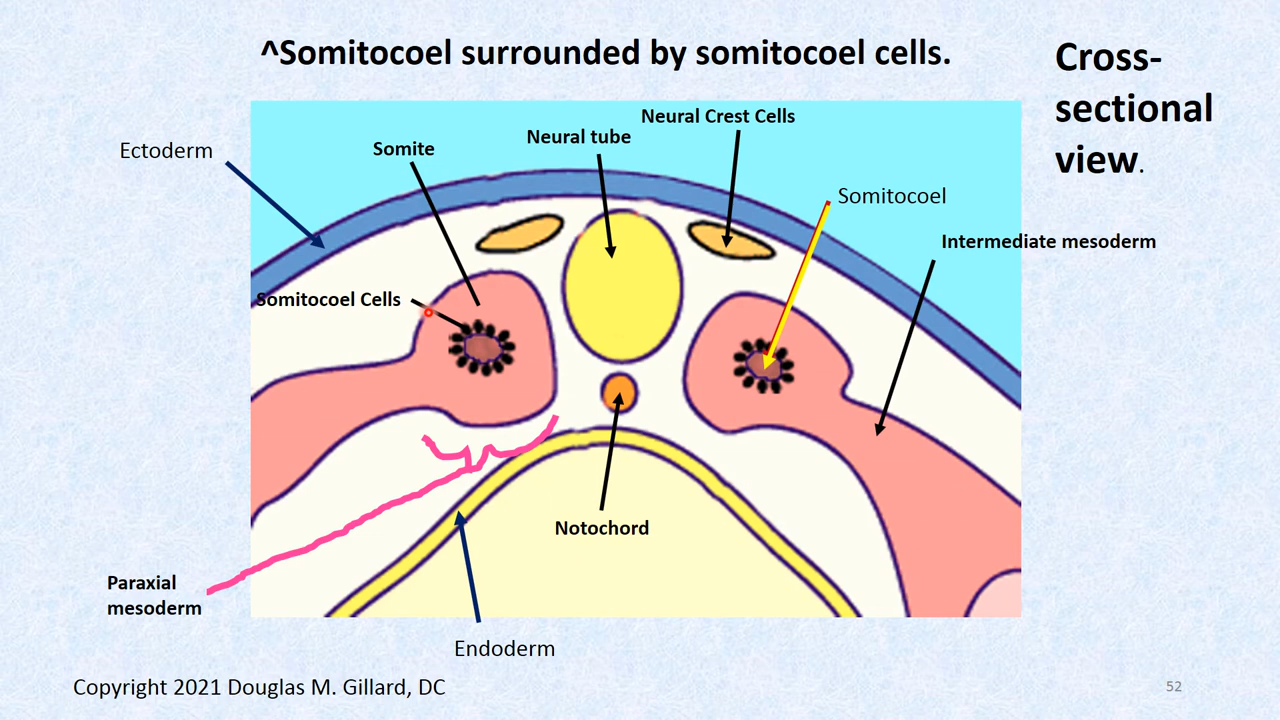 ^Somitocoel surrounded by somitocoel cells.
Cross-
sectional
view.
Neural Crest Cells
Neural tube
Somite
Ectoderm
Somitocoel
Intermediate mesoderm
Somitocoel Cells
Notochord
Paraxial
mesoderm
Endoderm
Copyright 2021 Douglas M. Gillard, DC
52